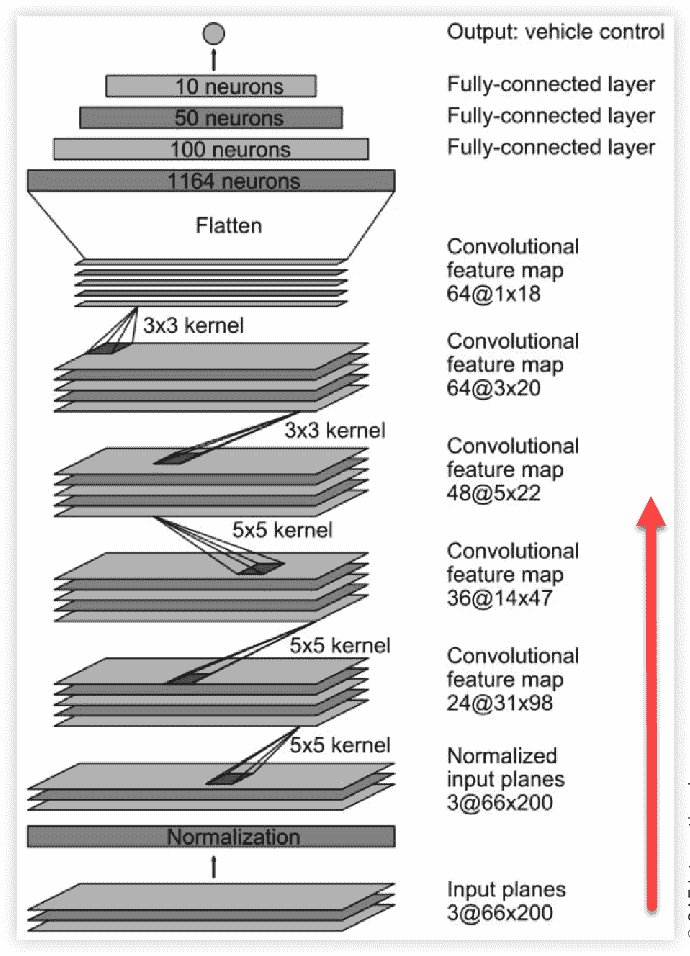 Output: vehicle control
10 neurons
Fully-connected layer
50 neurons
Fully-connected layer
100 neurons
Fully-connected layer
1164 neurons
Flatten
Convolutional
feature map
64@1x18
3x3 kernel
Convolutional
feature map
64@3x20
3x3 kernel
Convolutional
feature map
48@5x22
5x5 kernel
Convolutional
feature map
36@14x47
5x5 kernel
Convolutional
feature map
24@31x98
5x5 kernel
Normalized
input planes
3@66x200
Normalization
Input planes
3@66x200